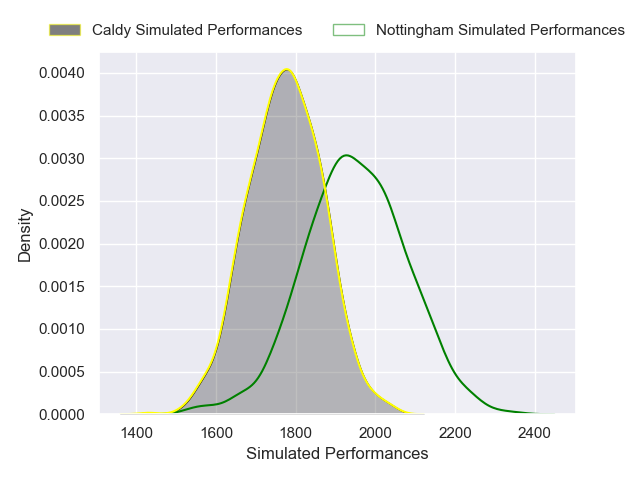 Caldy Simulated Performances Nottingham Simulated Performances
0.0040
0.0035
0.0030
0.0025
0.0020
0.0015
0.0010
0.0005
0.0000
Density
1400 1600 1800 2000 2200 2400
Simulated Performances